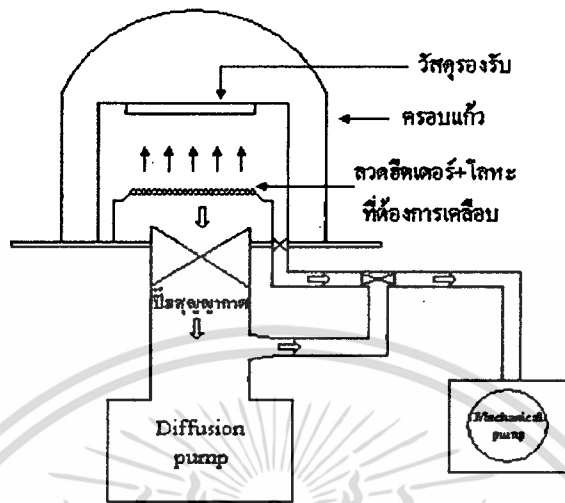 วัสดุรองรับ
ครอบแก้ว
ลวดฮีตเตอร์+โลหะ
ที่ต้องการเคลือบ
ปั๊มสุญญากาศ
Mechanical
pump
Diffusion
pump